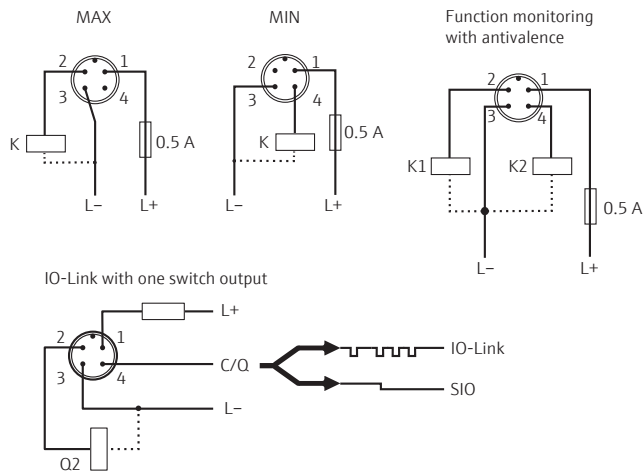 MAX
2 1
3 4
K
0.5 A
L– L+
MIN
2 1
3 4
K
0.5 A
L– L+
Function monitoring
with antivalence
2 1
3 4
K1 K2
0.5 A
L– L+
IO-Link with one switch output
L+
2 1
3 4
C/Q
IO-Link
SIO
L–
Q2